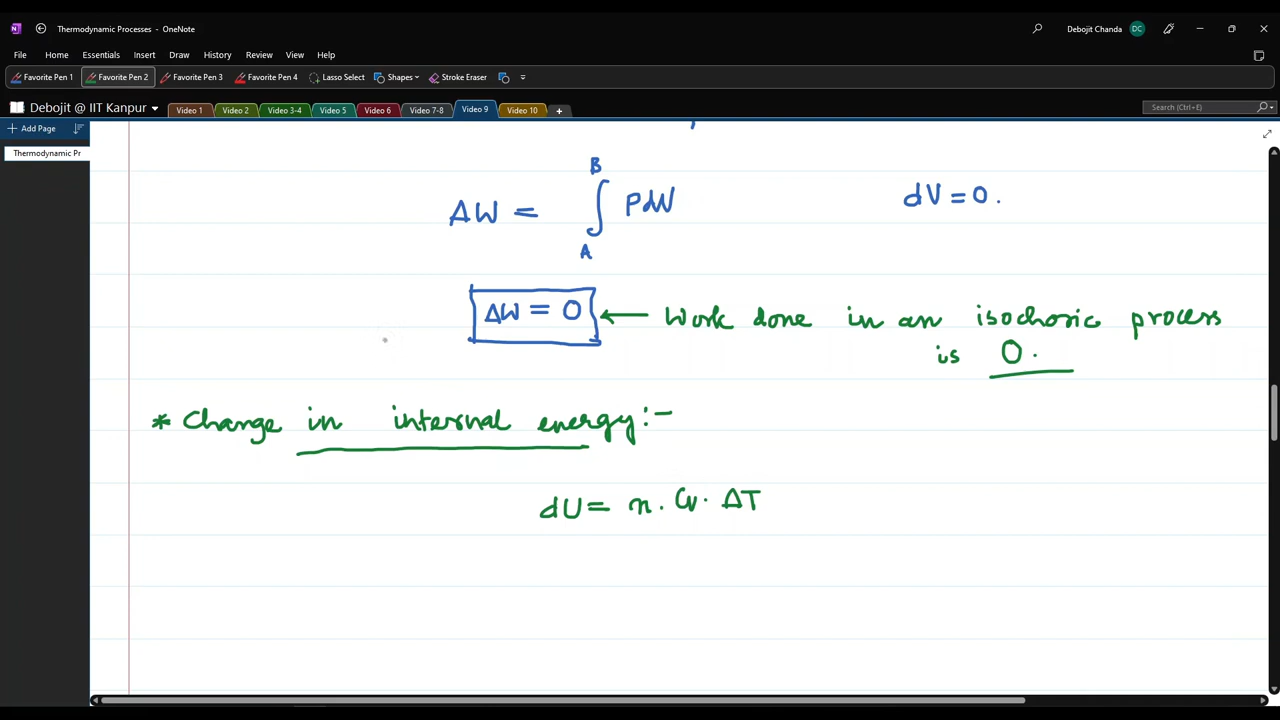 Thermodynamic Processes - OneNote
Debojit Chanda DC
File Home Essentials Insert Draw History Review View Help
Favorite Pen 1 Favorite Pen 2 Favorite Pen 3 Favorite Pen 4 Lasso Select Shapes Stroke Eraser
Debojit @ IIT Kanpur Video 1 Video 2 Video 3-4 Video 5 Video 6 Video 7-8 Video 9 Video 10 Search (Ctrl+E)
Add Page
Thermodynamic Pr
B
ΔW = ∫ PdV dV = 0.
A
ΔW = 0 ← Work done in an isochoric process
is 0.
* Change in internal energy:-
dU = n. Cv. ΔT